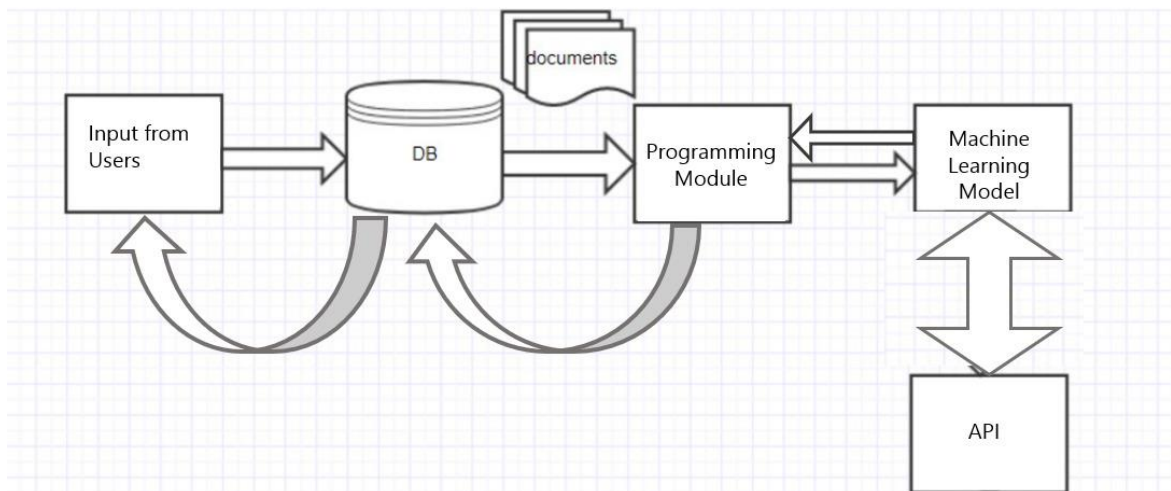 documents
Input from
Users
DB
Programming
Module
Machine
Learning
Model
API